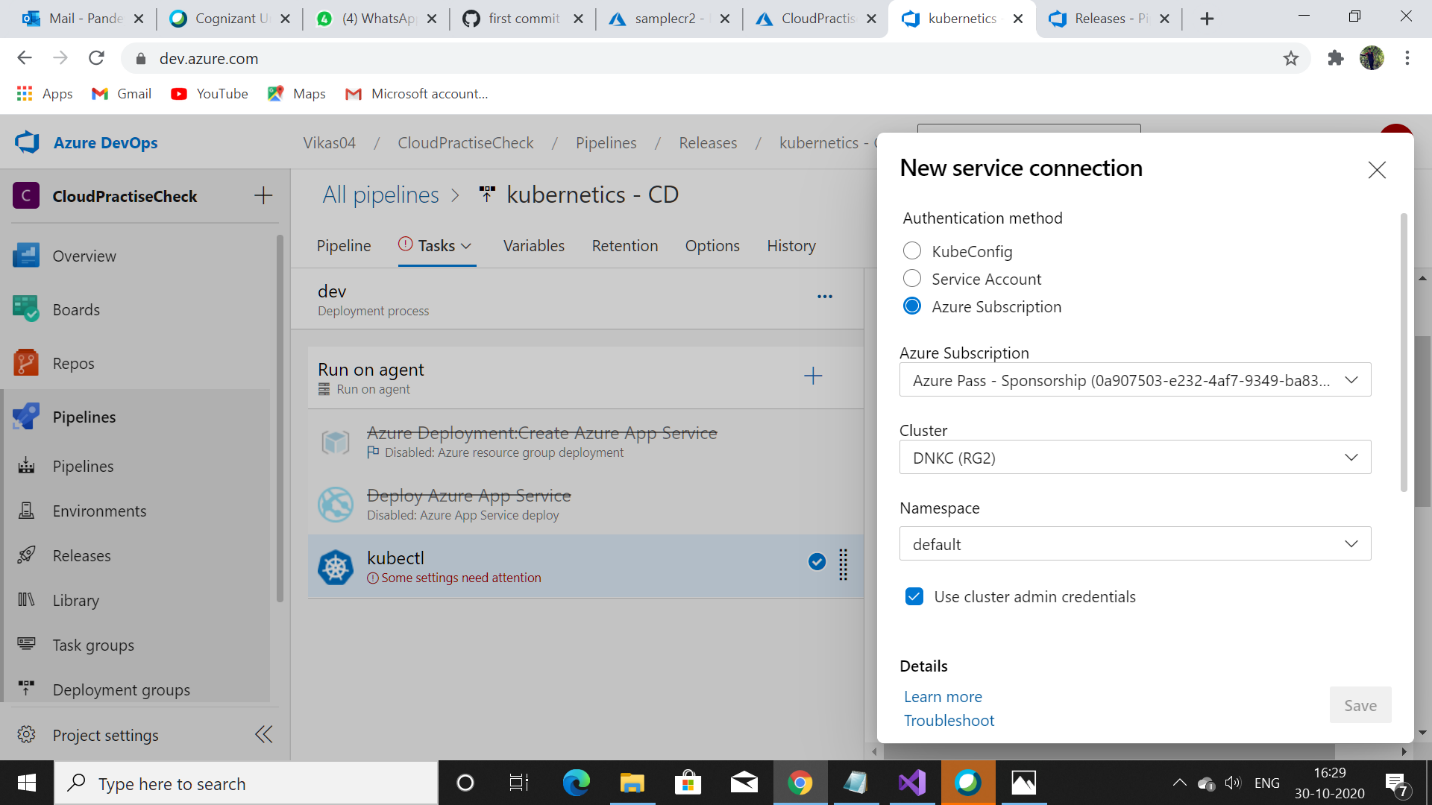 Mail - Pande
Cognizant U
(4) WhatsAp
first commit
samplecr2 -
CloudPractise
kubernetics
Releases - Pi
dev.azure.com
Apps
Gmail
YouTube
Maps
Microsoft account...
Azure DevOps
Vikas04 / CloudPractiseCheck / Pipelines / Releases / kubernetics -
C
CloudPractiseCheck
Overview
Boards
Repos
Pipelines
Pipelines
Environments
Releases
Library
Task groups
Deployment groups
Project settings
All pipelines > kubernetics - CD
Pipeline
Tasks
Variables
Retention
Options
History
dev
Deployment process
Run on agent
Run on agent
Azure Deployment:Create Azure App Service
Disabled: Azure resource group deployment
Deploy Azure App Service
Disabled: Azure App Service deploy
kubectl
Some settings need attention
New service connection
Authentication method
KubeConfig
Service Account
Azure Subscription
Azure Subscription
Azure Pass - Sponsorship (0a907503-e232-4af7-9349-ba83...
Cluster
DNKC (RG2)
Namespace
default
Use cluster admin credentials
Details
Learn more
Troubleshoot
Save
Type here to search
ENG
16:29
30-10-2020
7